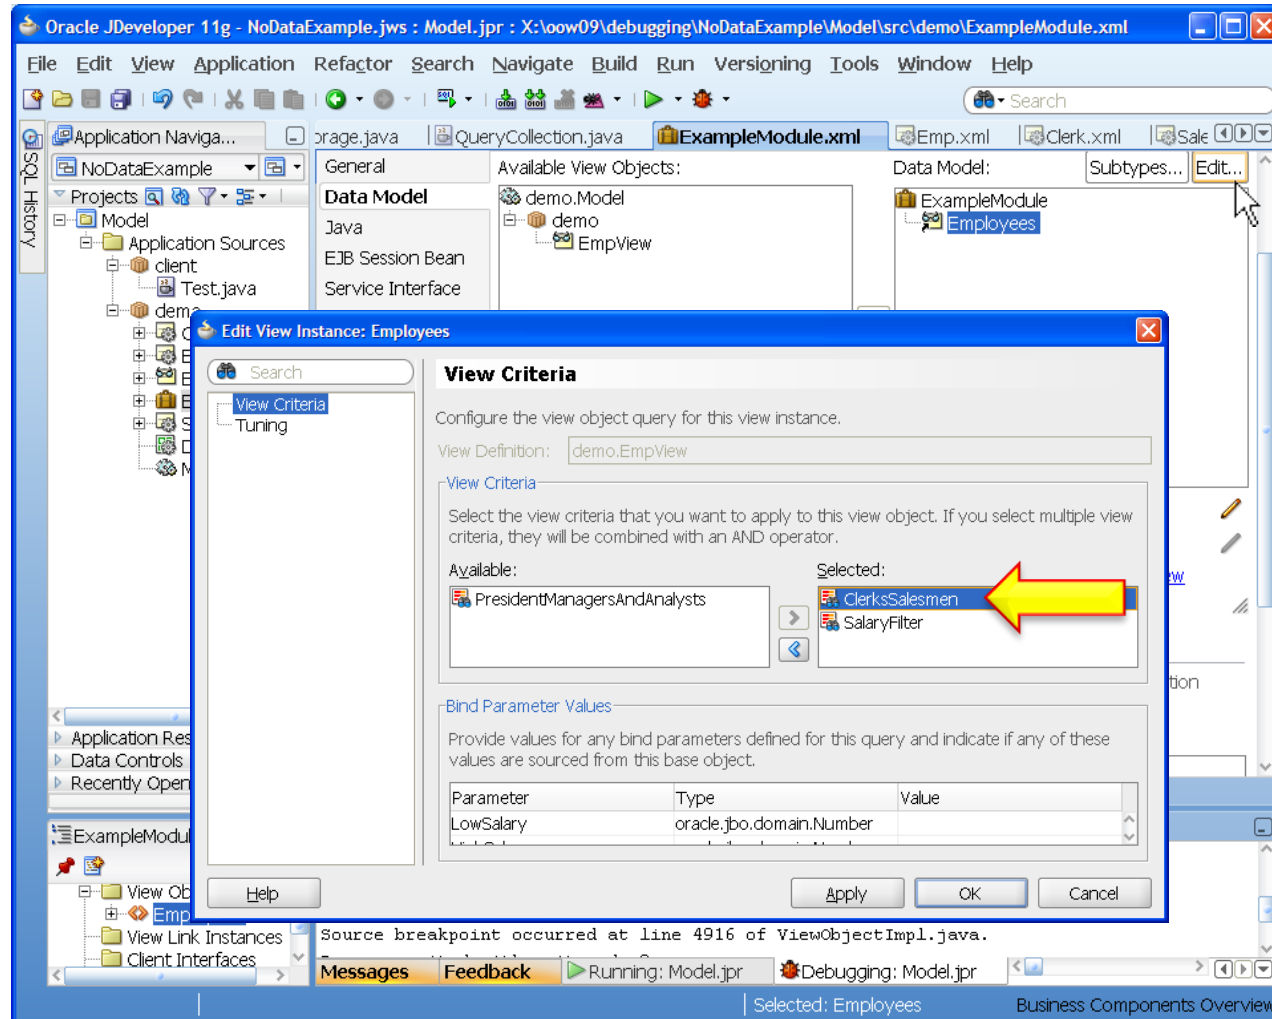 Oracle JDeveloper 11g - NoDataExample.jws : Model.jpr : X:\oow09\debugging\NoDataExample\Model\src\demo\ExampleModule.xml
File Edit View Application Refactor Search Navigate Build Run Versioning Tools Window Help
Search
Application Naviga...
orage.java QueryCollection.java ExampleModule.xml Emp.xml Clerk.xml Sale
SQL History
NoDataExample
Projects
Model
Application Sources
client
Test.java
demo
General
Data Model
Java
EJB Session Bean
Service Interface
Available View Objects:
demo.Model
demo
EmpView
Data Model:
Subtypes... Edit...
ExampleModule
Employees
Edit View Instance: Employees
Search
View Criteria
Tuning
View Criteria
Configure the view object query for this view instance.
View Definition: demo.EmpView
View Criteria
Select the view criteria that you want to apply to this view object. If you select multiple view
criteria, they will be combined with an AND operator.
Available:
PresidentManagersAndAnalysts
Selected:
ClerksSalesmen
SalaryFilter
Bind Parameter Values
Provide values for any bind parameters defined for this query and indicate if any of these
values are sourced from this base object.
Parameter Type Value
LowSalary oracle.jbo.domain.Number
Help Apply OK Cancel
ew
tion
Application Res
Data Controls
Recently Open
ExampleModul
View Ob
Emp
View Link Instances
Client Interfaces
Source breakpoint occurred at line 4916 of ViewObjectImpl.java.
Messages Feedback Running: Model.jpr Debugging: Model.jpr
Selected: Employees Business Components Overview